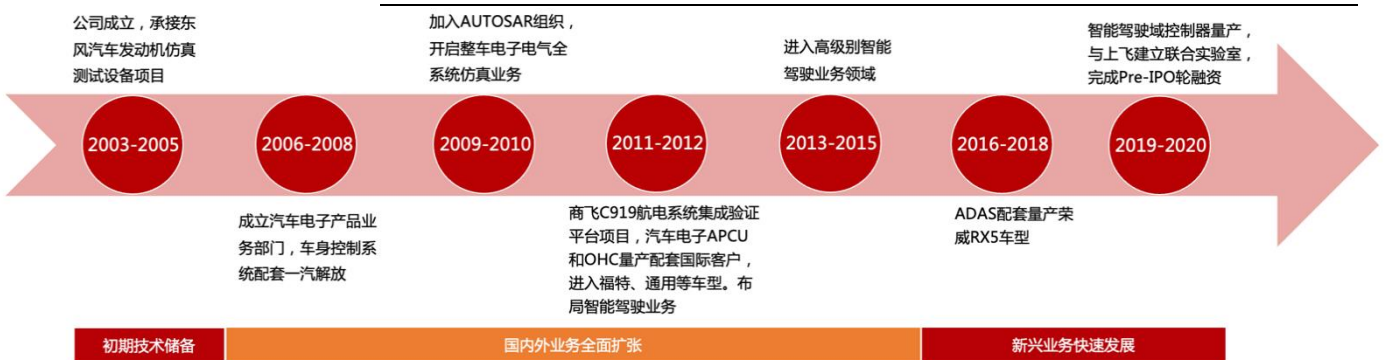 公司成立，承接东
风汽车发动机仿真
测试设备项目
加入AUTOSAR组织，
开启整车电子电气全
系统仿真业务
进入高级别智能
驾驶业务领域
智能驾驶域控制器量产，
与上飞建立联合实验室，
完成Pre-IPO轮融资
2003-2005
2006-2008
2009-2010
2011-2012
2013-2015
2016-2018
2019-2020
成立汽车电子产品业
务部门，车身控制系
统配套一汽解放
商飞C919航电系统集成验证
平台项目，汽车电子APCU
和OHC量产配套国际客户，
进入福特、通用等车型。布
局智能驾驶业务
ADAS配套量产荣
威RX5车型
初期技术储备
国内外业务全面扩张
新兴业务快速发展